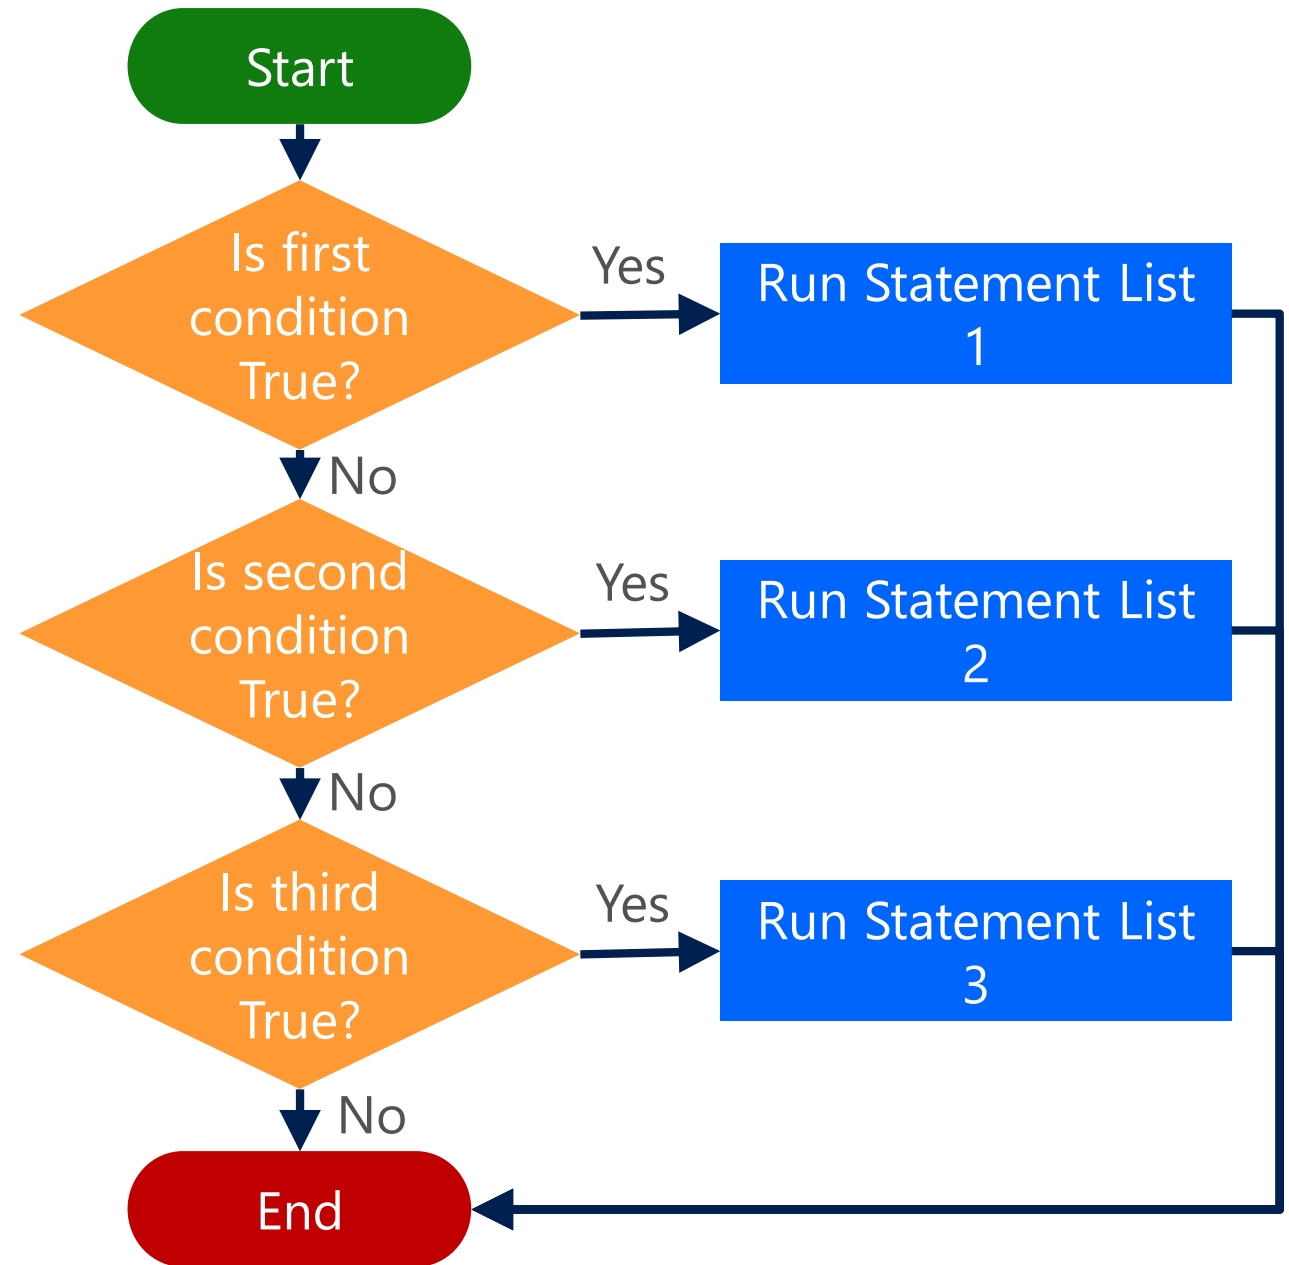 Start
Is first
condition
True?
Yes
Run Statement List
1
No
Is second
condition
True?
Yes
Run Statement List
2
No
Is third
condition
True?
Yes
Run Statement List
3
No
End